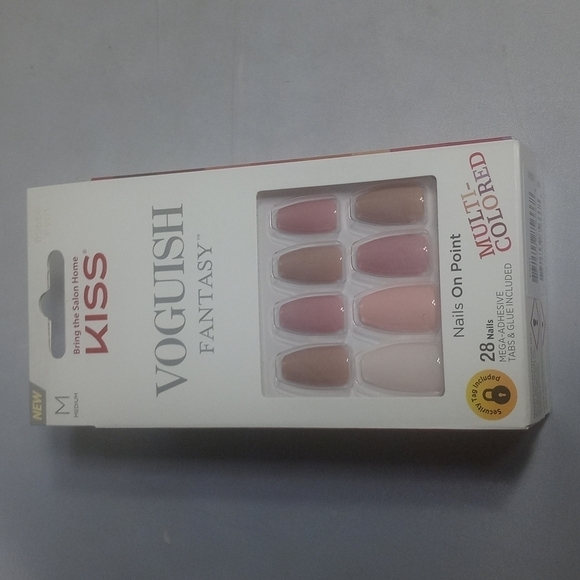 NEW
M
MEDIUM
Bring the Salon Home
KISS®
VOGUISH
FANTASY™
Nails On Point
MULTI-
COLORED
28 Nails
MEGA-ADHESIVE
TABS & GLUE INCLUDED
Security Tag Included